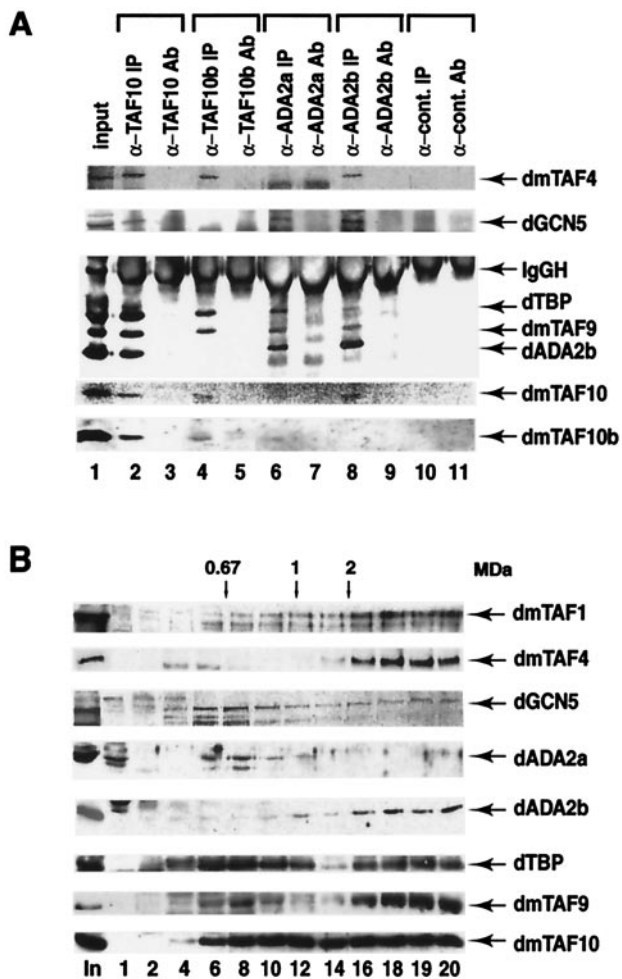 A
input
α-TAF10 IP
α-TAF10 Ab
α-TAF10b IP
α-TAF10b Ab
α-ADA2a IP
α-ADA2a Ab
α-ADA2b IP
α-ADA2b Ab
α-cont. IP
α-cont. Ab
dmTAF4
dGCN5
IgGH
dTBP
dmTAF9
dADA2b
dmTAF10
dmTAF10b
1 2 3 4 5 6 7 8 9 10 11
B
0.67 1 2 MDa
dmTAF1
dmTAF4
dGCN5
dADA2a
dADA2b
dTBP
dmTAF9
dmTAF10
In 1 2 4 6 8 10 12 14 16 18 19 20